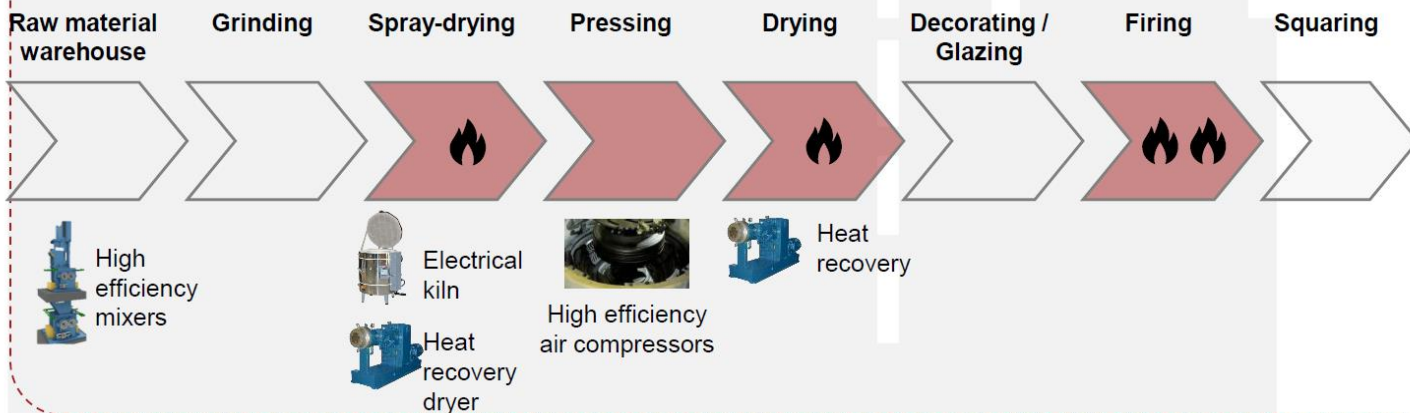 Raw material
warehouse
Grinding
Spray-drying
Pressing
Drying
Decorating /
Glazing
Firing
Squaring
High
efficiency
mixers
Electrical
kiln
Heat
recovery
dryer
High efficiency
air compressors
Heat
recovery